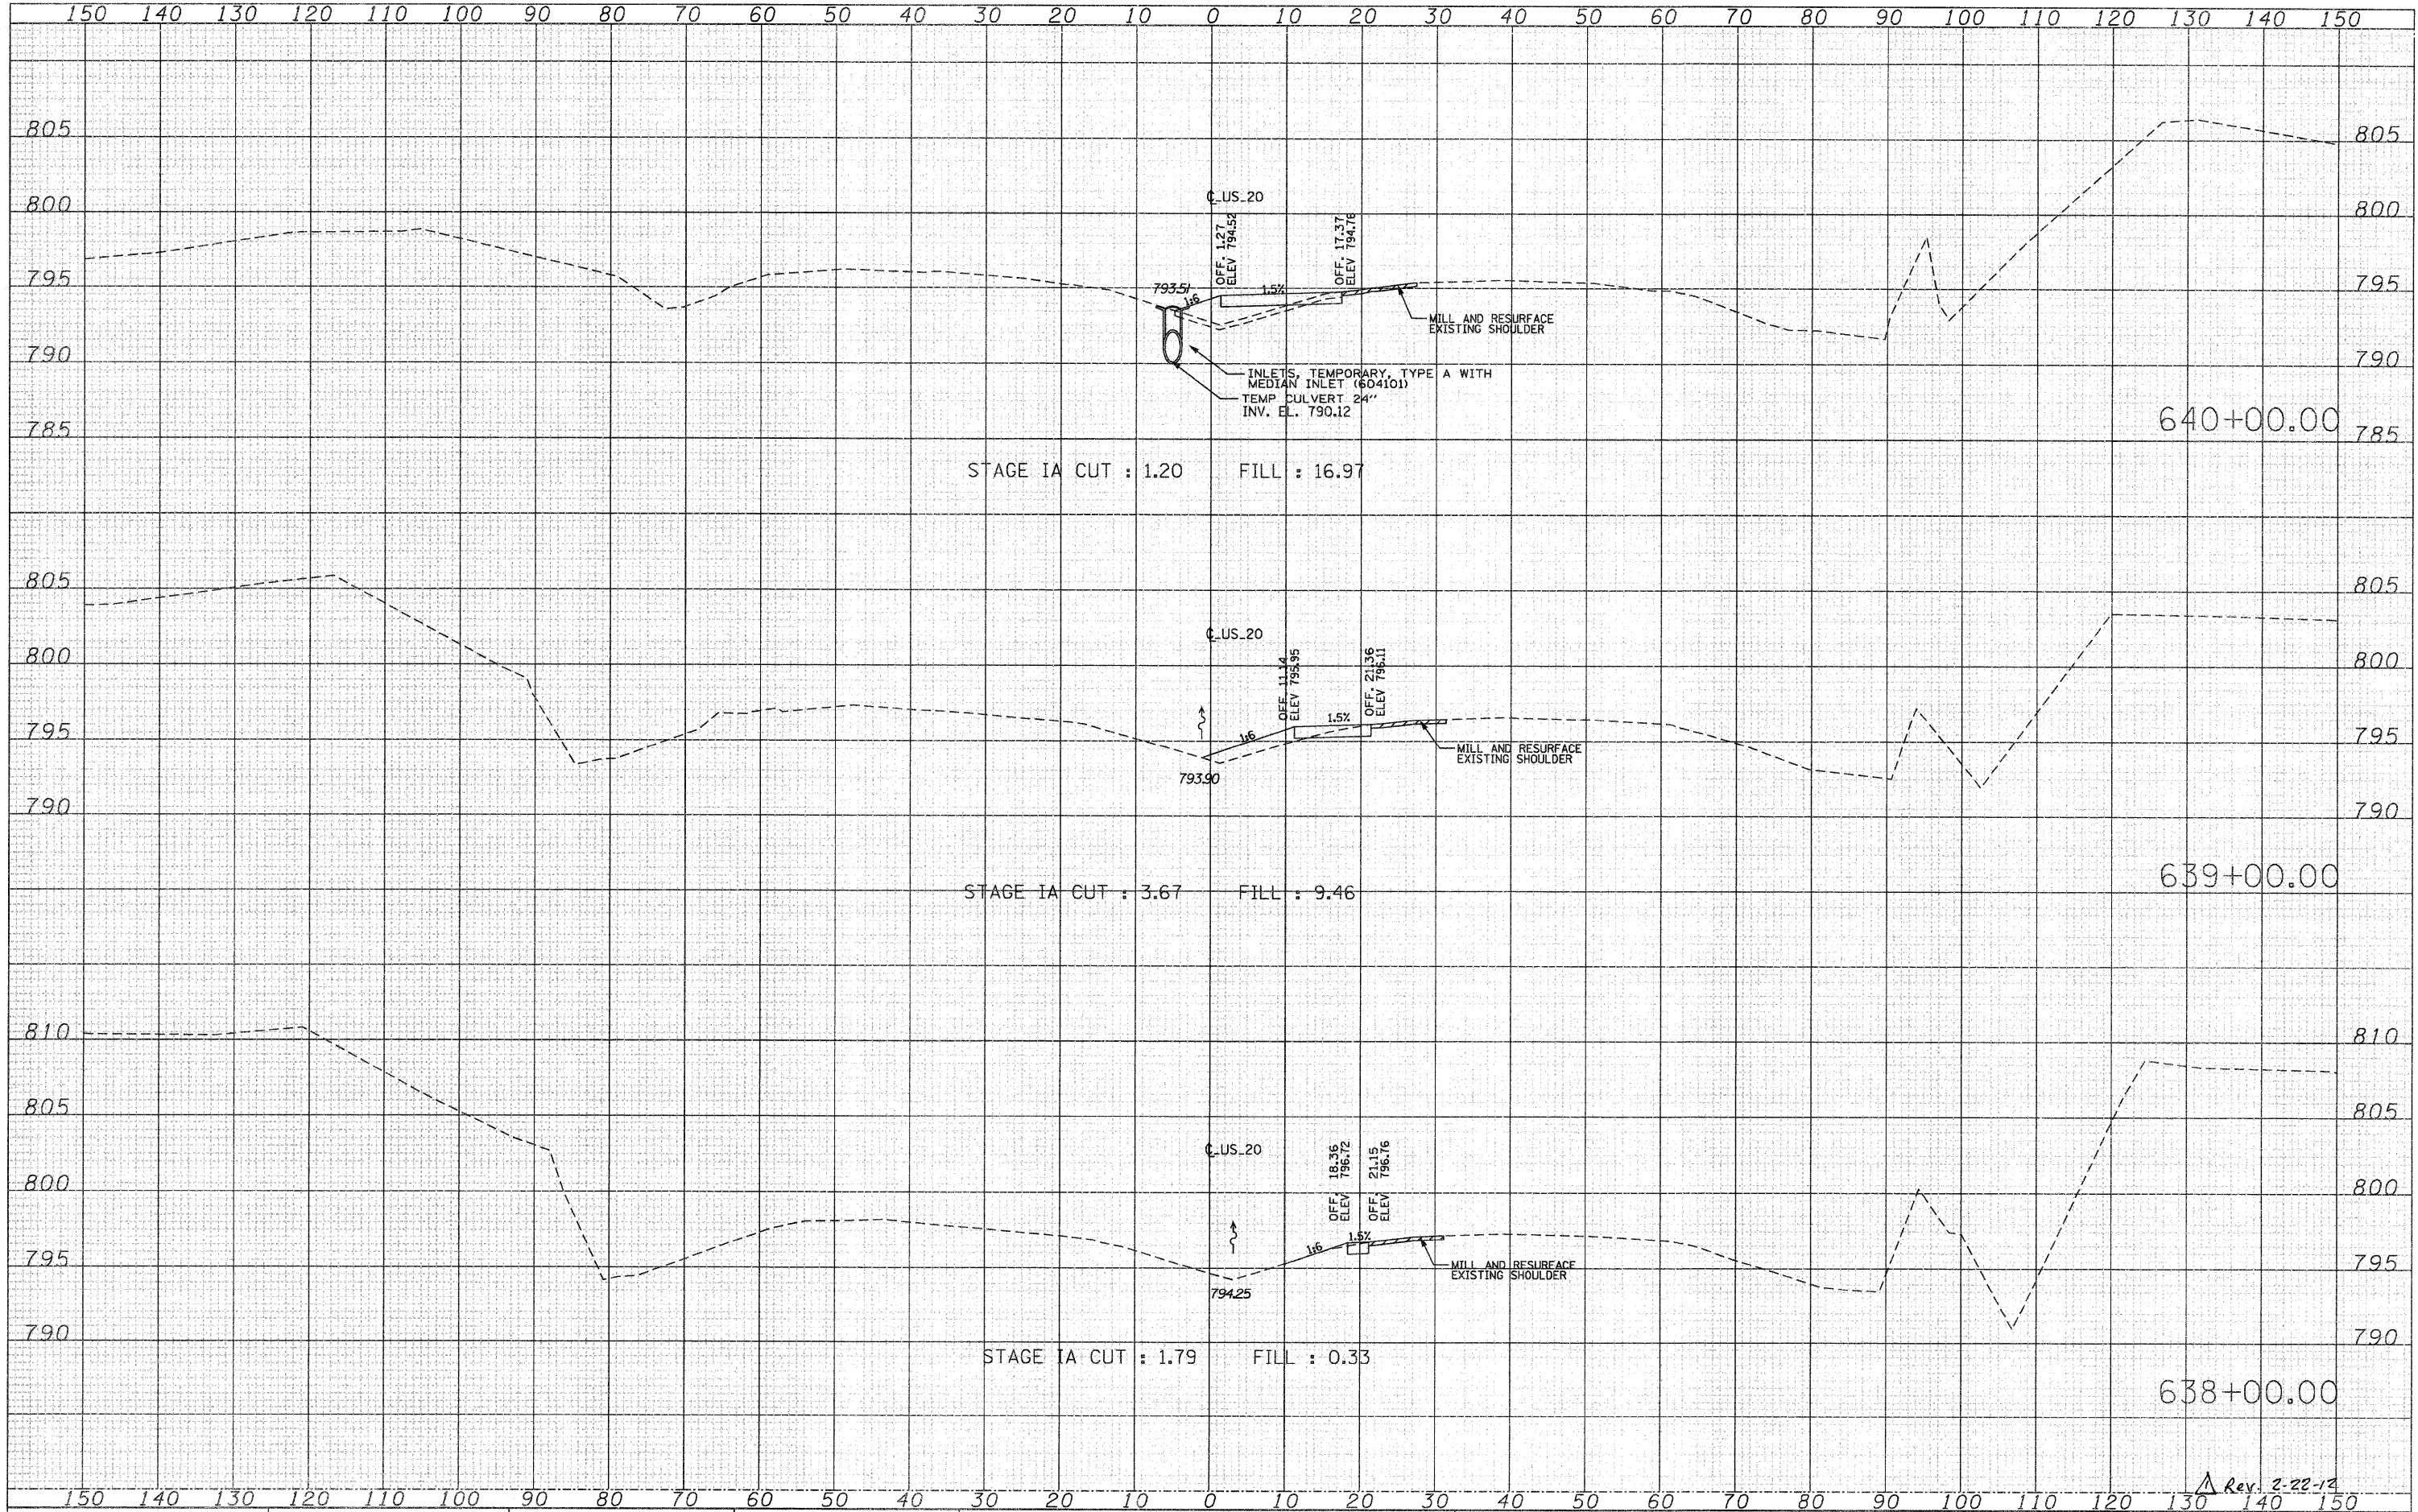 150 140 130 120 110 100 90 80 70 60 50 40 30 20 10 0 10 20 30 40 50 60 70 80 90 100 110 120 130 140 150
805 805
800 800
℄_US_20
OFF. 1.27
ELEV 794.52
OFF. 17.37
ELEV 794.76
795 795
793.51
1:6
1.5%
MILL AND RESURFACE
EXISTING SHOULDER
790 790
INLETS, TEMPORARY, TYPE A WITH
MEDIAN INLET (604101)
TEMP CULVERT 24"
INV. EL. 790.12
640+00.00
785 785
STAGE IA CUT : 1.20 FILL : 16.97
805 805
℄_US_20
800 800
OFF. 11.14
ELEV 795.95
OFF. 21.36
ELEV 796.11
1:6
1.5%
795 795
MILL AND RESURFACE
EXISTING SHOULDER
793.90
790 790
639+00.00
STAGE IA CUT : 3.67 FILL : 9.46
810 810
805 805
℄_US_20
OFF. 18.36
ELEV 796.72
OFF. 21.15
ELEV 796.76
800 800
1:6
1.5%
795 795
MILL AND RESURFACE
EXISTING SHOULDER
794.25
790 790
STAGE IA CUT : 1.79 FILL : 0.33
638+00.00
Rev. 2-22-12
150 140 130 120 110 100 90 80 70 60 50 40 30 20 10 0 10 20 30 40 50 60 70 80 90 100 110 120 130 140 150